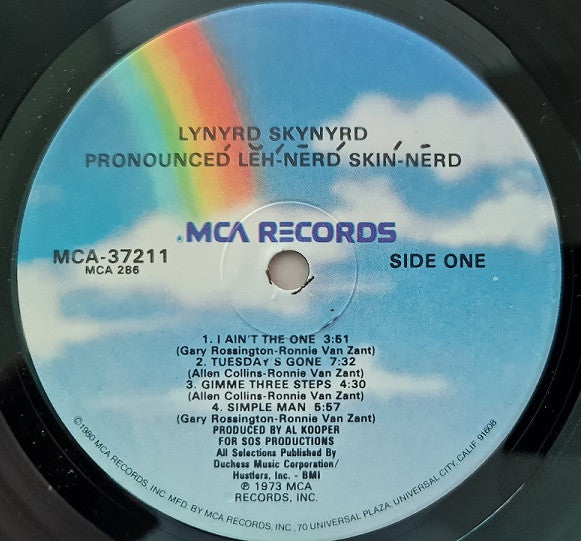 LYNYRD SKYNYRD
PRONOUNCED LĔH'-NĒRD SKIN'-NĒRD
MCA RECORDS
MCA-37211
MCA 286
SIDE ONE
1. I AIN'T THE ONE 3:51
(Gary Rossington-Ronnie Van Zant)
2. TUESDAY'S GONE 7:32
(Allen Collins-Ronnie Van Zant)
3. GIMME THREE STEPS 4:30
(Allen Collins-Ronnie Van Zant)
4. SIMPLE MAN 5:57
(Gary Rossington-Ronnie Van Zant)
PRODUCED BY AL KOOPER
FOR SOS PRODUCTIONS
All Selections Published By
Duchess Music Corporation/
Hustlers, Inc. - BMI
℗ 1973 MCA
RECORDS, INC.
©1980 MCA RECORDS, INC. MFD. BY MCA RECORDS, INC., 70 UNIVERSAL PLAZA, UNIVERSAL CITY, CALIF. 91608